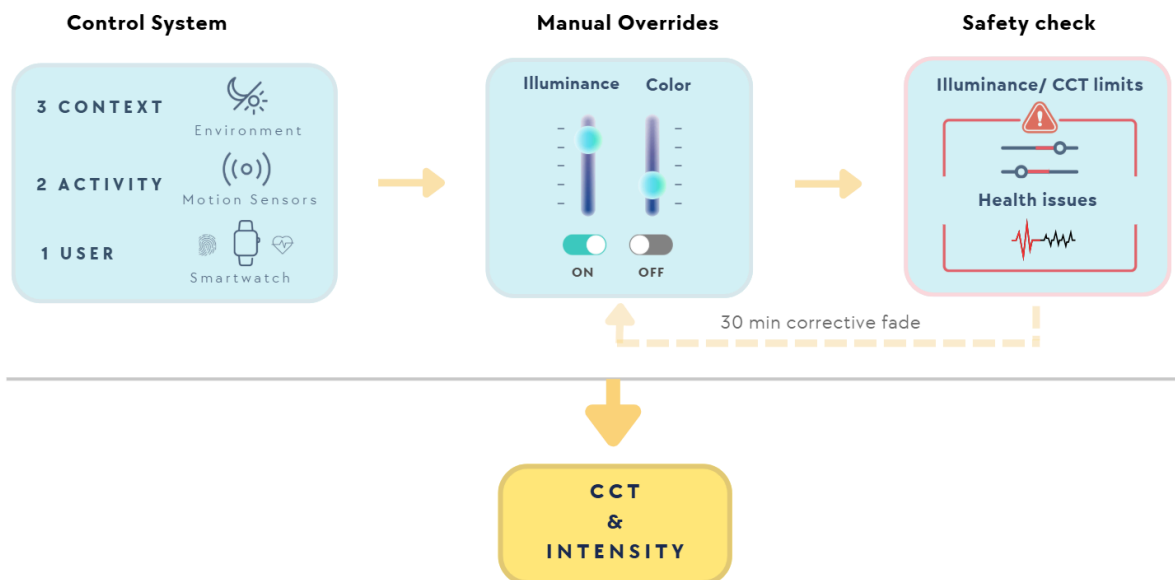 Control System
3 CONTEXT
Environment
2 ACTIVITY
Motion Sensors
1 USER
Smartwatch
Manual Overrides
Illuminance Color
ON OFF
Safety check
Illuminance/ CCT limits
Health issues
30 min corrective fade
CCT
&
INTENSITY